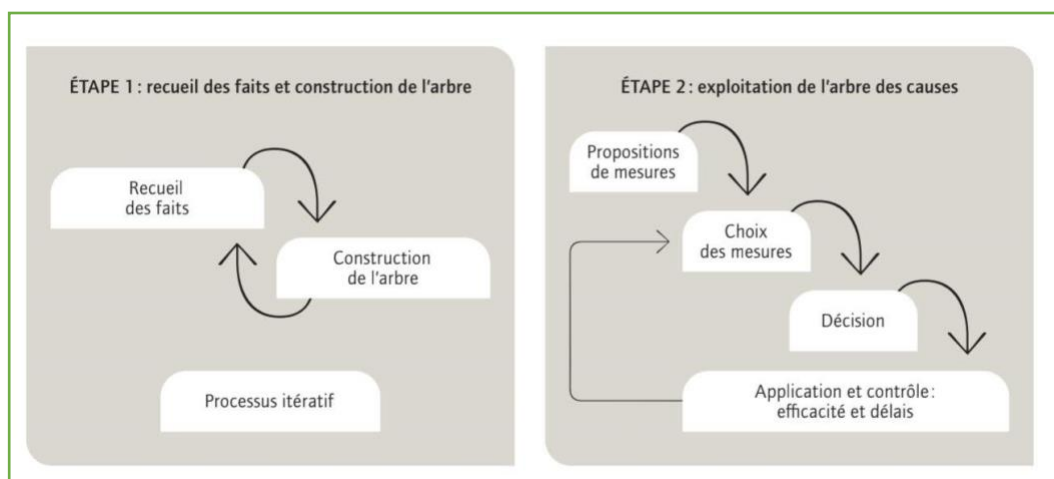 ÉTAPE 1 : recueil des faits et construction de l'arbre
Recueil
des faits
Construction
de l'arbre
Processus itératif
ÉTAPE 2 : exploitation de l'arbre des causes
Propositions
de mesures
Choix
des mesures
Décision
Application et contrôle :
efficacité et délais